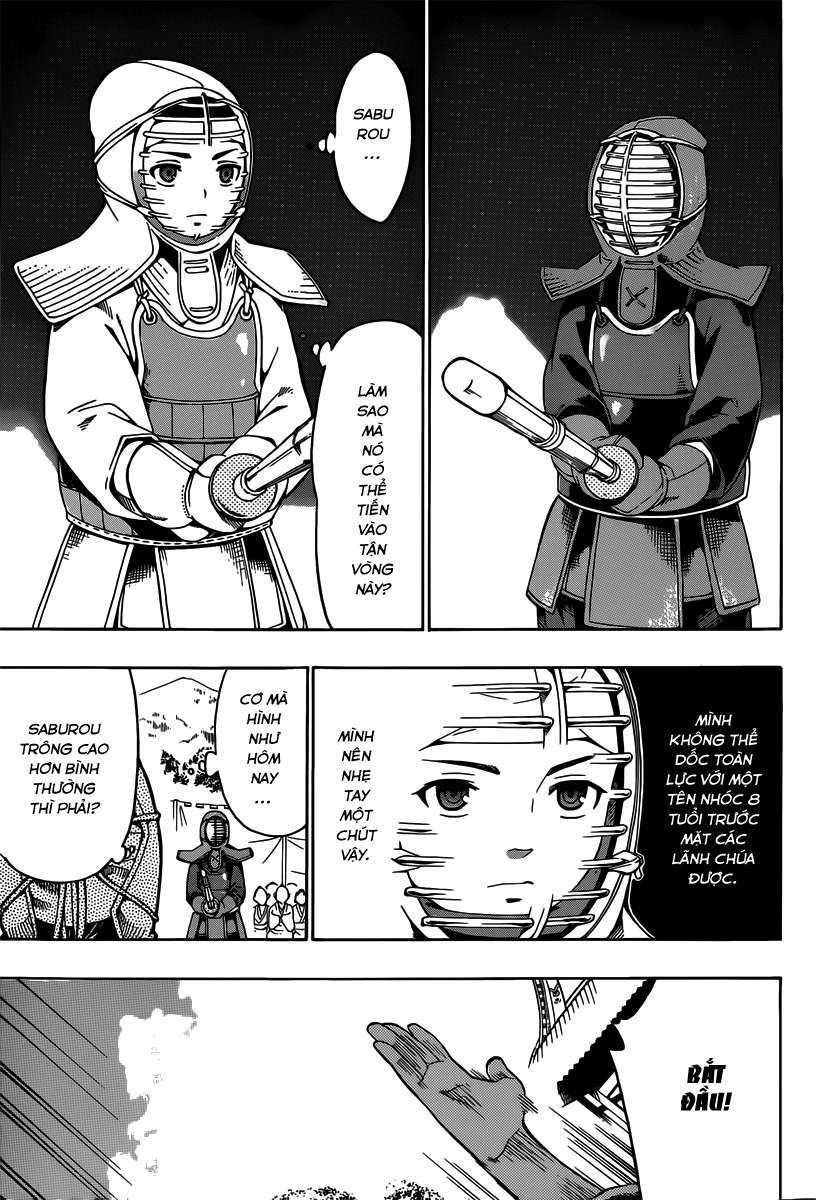 SABU
ROU
...
LÀM
SAO
MÀ
NÓ
CÓ
THỂ
TIẾN
VÀO
TẬN
VÒNG
NÀY?
MÌNH
KHÔNG THỂ
DỐC TOÀN
LỰC VỚI MỘT
TÊN NHÓC 8
TUỔI TRƯỚC
MẶT CÁC
LÃNH CHÚA
ĐƯỢC.
MÌNH
NÊN
NHẸ
TAY
MỘT
CHÚT
VẬY.
CƠ MÀ
HÌNH
NHƯ
HÔM
NAY
...
SABUROU
TRÔNG CAO
HƠN BÌNH
THƯỜNG
THÌ PHẢI?
BẮT
ĐẦU!